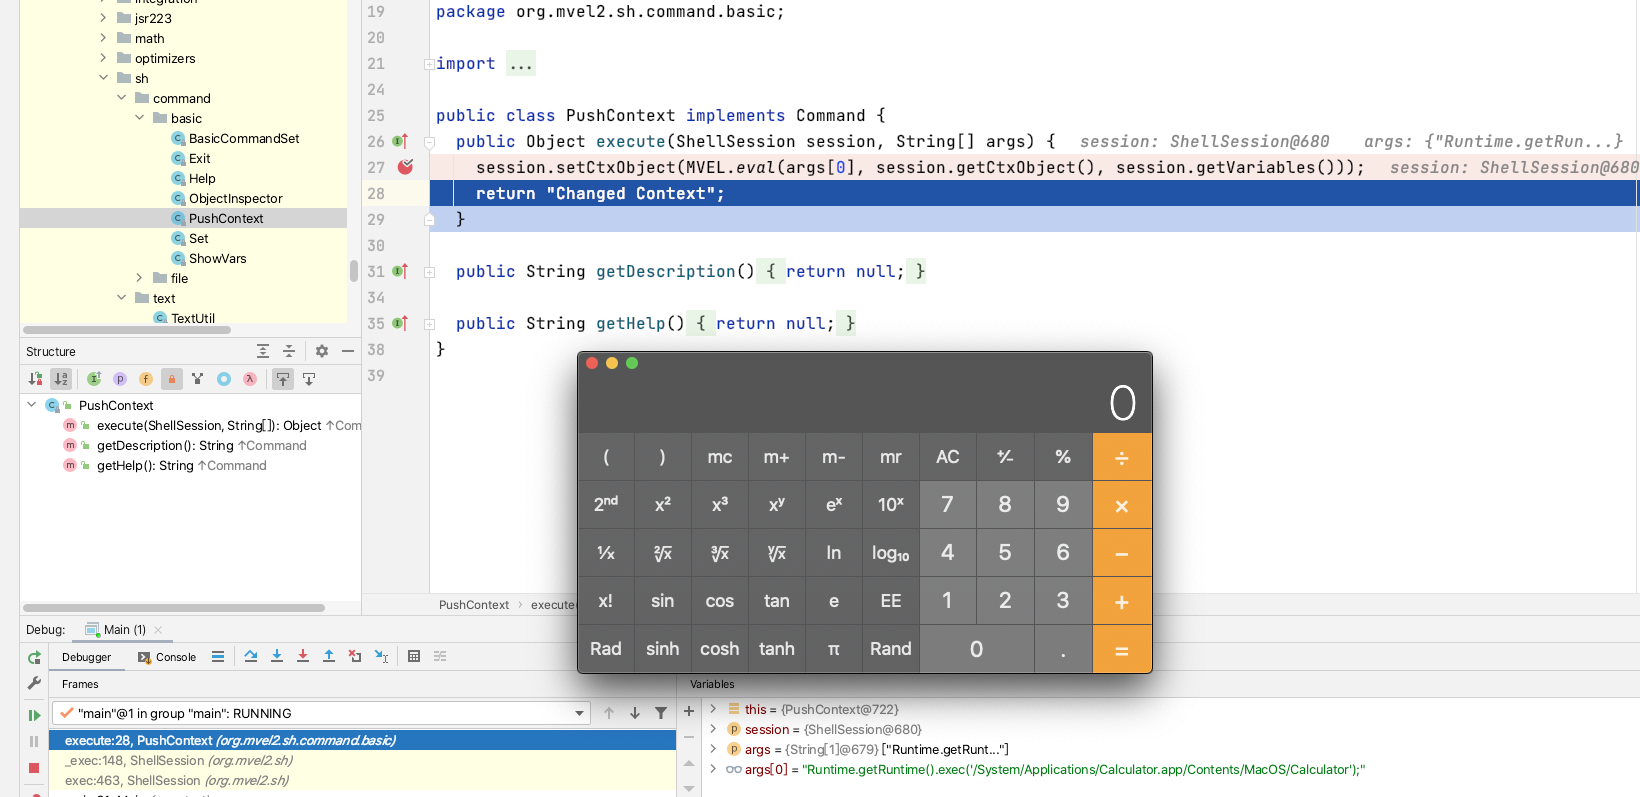 integration
jsr223
math
optimizers
sh
command
basic
BasicCommandSet
Exit
Help
ObjectInspector
PushContext
Set
ShowVars
file
text
TextUtil
19 package org.mvel2.sh.command.basic;
20
21 import ...
24
25 public class PushContext implements Command {
26 public Object execute(ShellSession session, String[] args) { session: ShellSession@680 args: {"Runtime.getRun...}
27 session.setCtxObject(MVEL.eval(args[0], session.getCtxObject(), session.getVariables())); session: ShellSession@680
28 return "Changed Context";
29 }
30
31 public String getDescription() { return null; }
34
35 public String getHelp() { return null; }
38 }
39
Structure
PushContext
execute(ShellSession, String[]): Object ↑Com
getDescription(): String ↑Command
getHelp(): String ↑Command
PushContext › execute
0
( ) mc m+ m- mr AC +⁄- % ÷
2ⁿᵈ x² x³ xʸ eˣ 10ˣ 7 8 9 ×
¹⁄x ²√x ³√x ʸ√x ln log₁₀ 4 5 6 −
x! sin cos tan e EE 1 2 3 +
Rad sinh cosh tanh π Rand 0 . =
Debug: Main (1)
Debugger Console
Frames
"main"@1 in group "main": RUNNING
execute:28, PushContext (org.mvel2.sh.command.basic)
_exec:148, ShellSession (org.mvel2.sh)
exec:463, ShellSession (org.mvel2.sh)
Variables
this = {PushContext@722}
session = {ShellSession@680}
args = {String[1]@679} ["Runtime.getRunt..."]
args[0] = "Runtime.getRuntime().exec('/System/Applications/Calculator.app/Contents/MacOS/Calculator');"